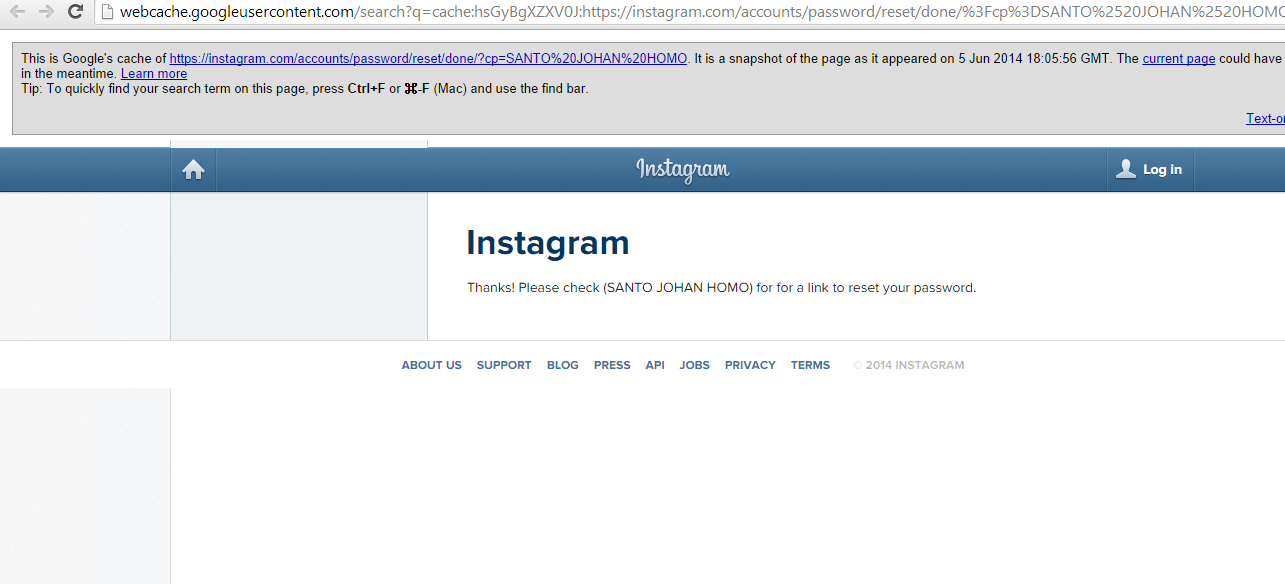 webcache.googleusercontent.com/search?q=cache:hsGyBgXZXV0J:https://instagram.com/accounts/password/reset/done/%3Fcp%3DSANTO%2520JOHAN%2520HOMO
This is Google's cache of https://instagram.com/accounts/password/reset/done/?cp=SANTO%20JOHAN%20HOMO. It is a snapshot of the page as it appeared on 5 Jun 2014 18:05:56 GMT. The current page could have
in the meantime. Learn more
Tip: To quickly find your search term on this page, press Ctrl+F or ⌘-F (Mac) and use the find bar.
Text-o
Instagram
Log in
Instagram
Thanks! Please check (SANTO JOHAN HOMO) for for a link to reset your password.
ABOUT US SUPPORT BLOG PRESS API JOBS PRIVACY TERMS © 2014 INSTAGRAM